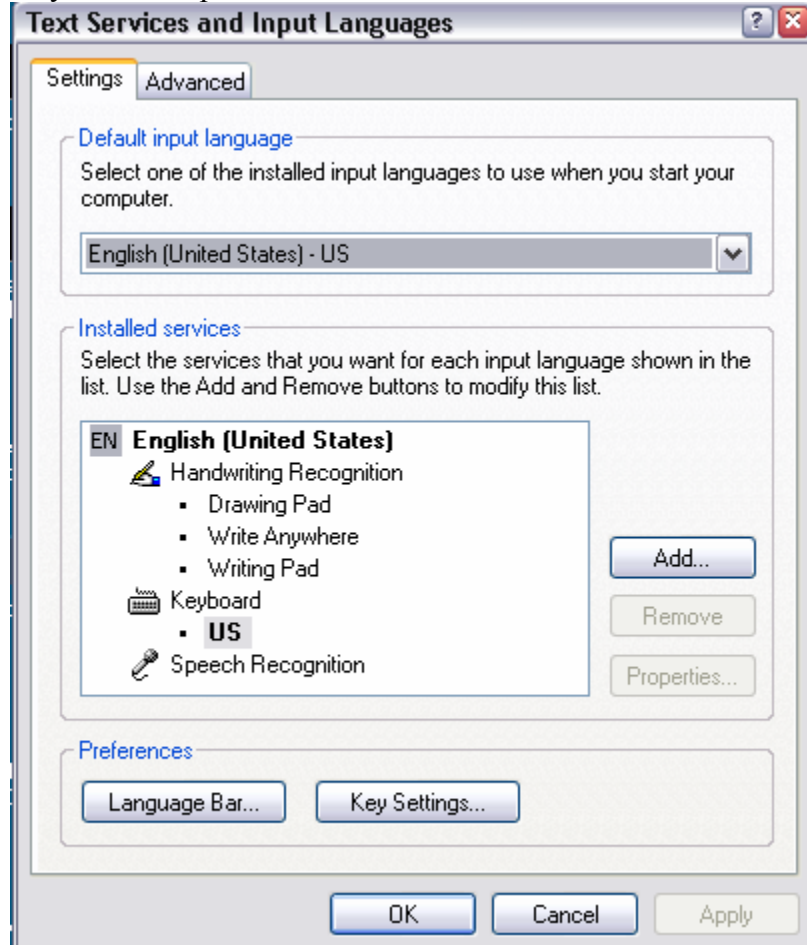 Text Services and Input Languages
Settings
Advanced
Default input language
Select one of the installed input languages to use when you start your
computer.
English (United States) - US
Installed services
Select the services that you want for each input language shown in the
list. Use the Add and Remove buttons to modify this list.
EN English (United States)
Handwriting Recognition
▪ Drawing Pad
▪ Write Anywhere
▪ Writing Pad
Keyboard
▪ US
Speech Recognition
Add...
Remove
Properties...
Preferences
Language Bar...
Key Settings...
OK
Cancel
Apply